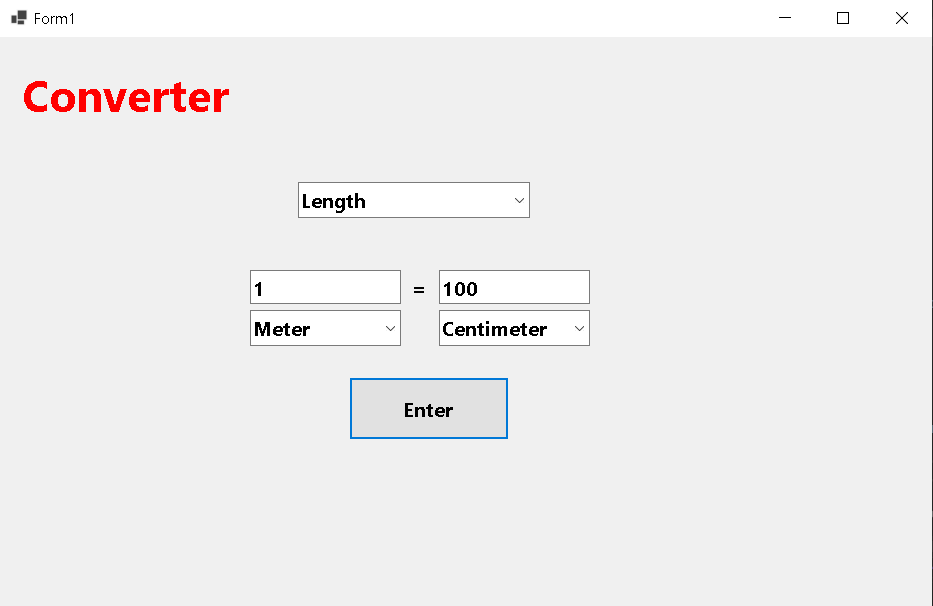 Form1
Converter
Length
1 = 100
Meter Centimeter
Enter